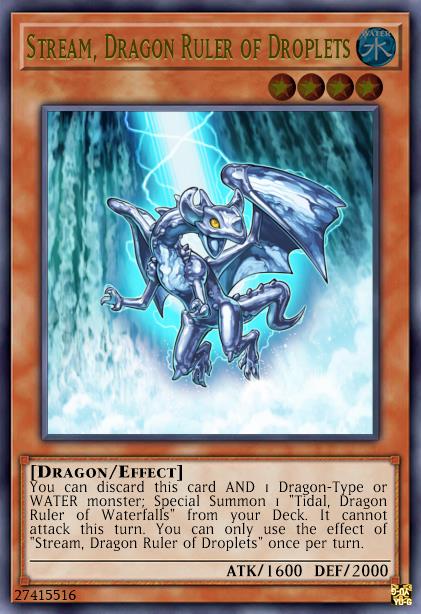 STREAM, DRAGON RULER OF DROPLETS
WATER
水
[DRAGON/EFFECT]
You can discard this card AND 1 Dragon-Type or
WATER monster; Special Summon 1 "Tidal, Dragon
Ruler of Waterfalls" from your Deck. It cannot
attack this turn. You can only use the effect of
"Stream, Dragon Ruler of Droplets" once per turn.
ATK/1600 DEF/2000
27415516